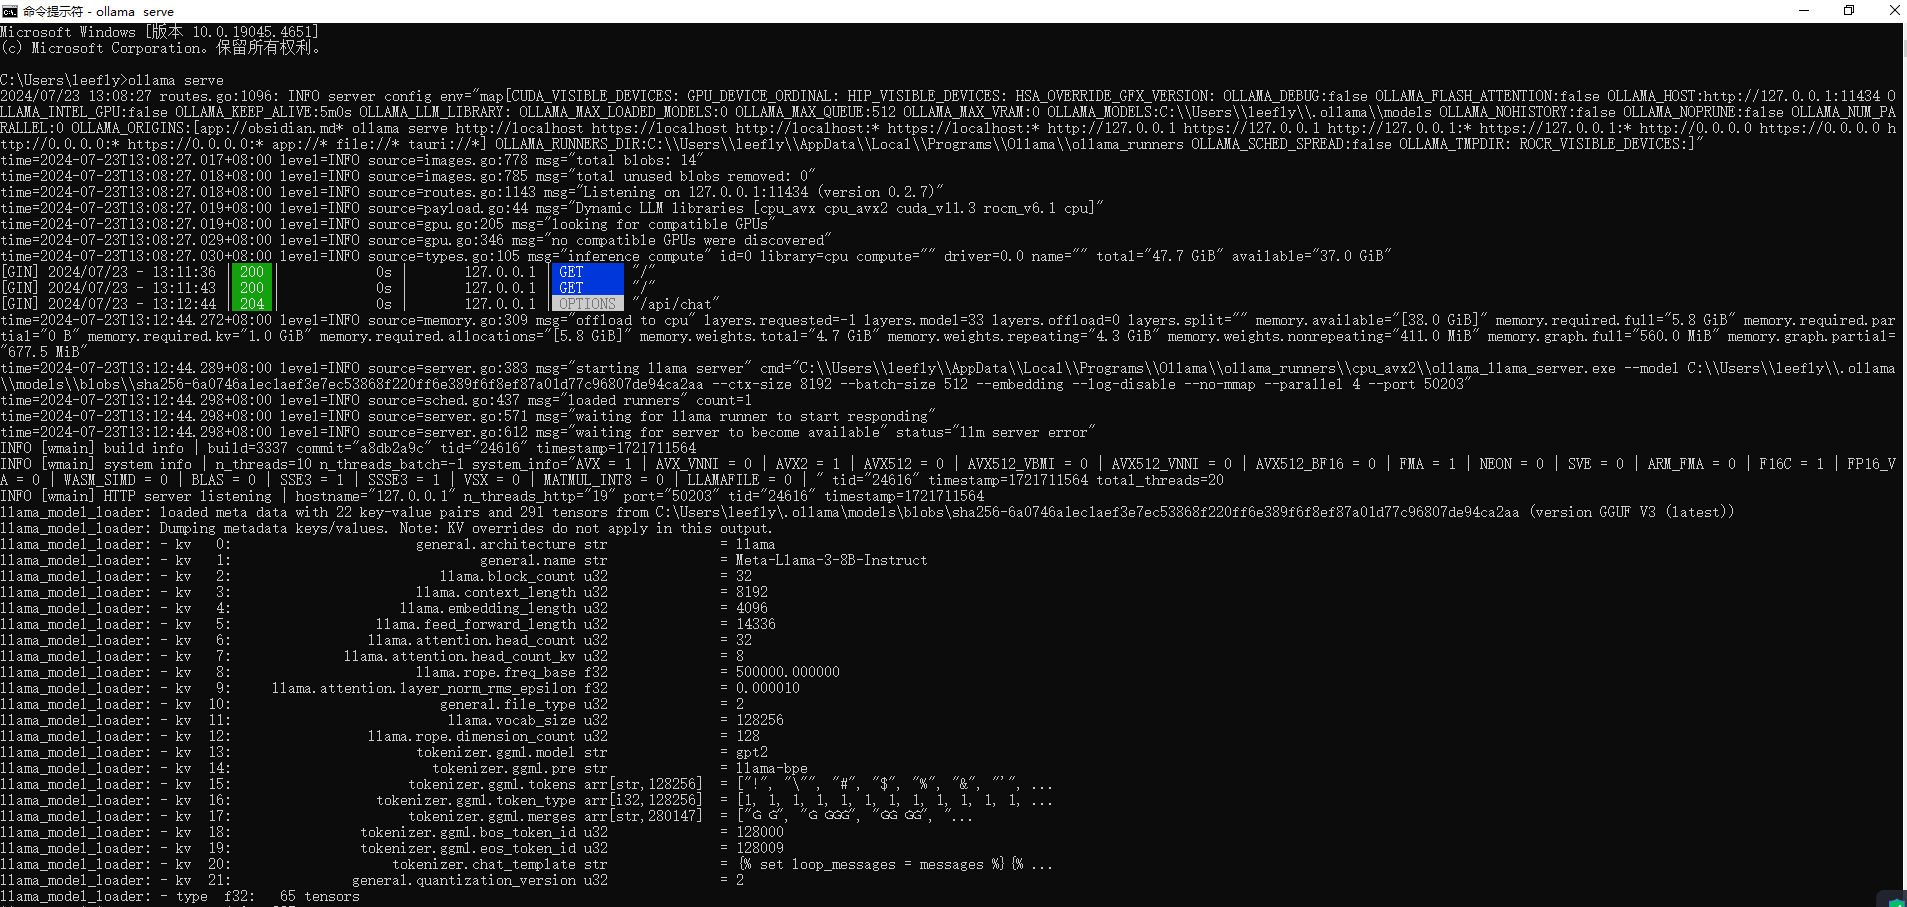 命令提示符 - ollama  serve
Microsoft Windows [版本 10.0.19045.4651]
(c) Microsoft Corporation。保留所有权利。
C:\Users\leefly>ollama serve
2024/07/23 13:08:27 routes.go:1096: INFO server config env="map[CUDA_VISIBLE_DEVICES: GPU_DEVICE_ORDINAL: HIP_VISIBLE_DEVICES: HSA_OVERRIDE_GFX_VERSION: OLLAMA_DEBUG:false OLLAMA_FLASH_ATTENTION:false OLLAMA_HOST:http://127.0.0.1:11434 O
LLAMA_INTEL_GPU:false OLLAMA_KEEP_ALIVE:5m0s OLLAMA_LLM_LIBRARY: OLLAMA_MAX_LOADED_MODELS:0 OLLAMA_MAX_QUEUE:512 OLLAMA_MAX_VRAM:0 OLLAMA_MODELS:C:\\Users\\leefly\\.ollama\\models OLLAMA_NOHISTORY:false OLLAMA_NOPRUNE:false OLLAMA_NUM_PA
RALLEL:0 OLLAMA_ORIGINS:[app://obsidian.md* ollama serve http://localhost https://localhost http://localhost:* https://localhost:* http://127.0.0.1 https://127.0.0.1 http://127.0.0.1:* https://127.0.0.1:* http://0.0.0.0 https://0.0.0.0 h
ttp://0.0.0.0:* https://0.0.0.0:* app://* file://* tauri://*] OLLAMA_RUNNERS_DIR:C:\\Users\\leefly\\AppData\\Local\\Programs\\Ollama\\ollama_runners OLLAMA_SCHED_SPREAD:false OLLAMA_TMPDIR: ROCR_VISIBLE_DEVICES:]"
time=2024-07-23T13:08:27.017+08:00 level=INFO source=images.go:778 msg="total blobs: 14"
time=2024-07-23T13:08:27.018+08:00 level=INFO source=images.go:785 msg="total unused blobs removed: 0"
time=2024-07-23T13:08:27.018+08:00 level=INFO source=routes.go:1143 msg="Listening on 127.0.0.1:11434 (version 0.2.7)"
time=2024-07-23T13:08:27.019+08:00 level=INFO source=payload.go:44 msg="Dynamic LLM libraries [cpu_avx cpu_avx2 cuda_v11.3 rocm_v6.1 cpu]"
time=2024-07-23T13:08:27.019+08:00 level=INFO source=gpu.go:205 msg="looking for compatible GPUs"
time=2024-07-23T13:08:27.029+08:00 level=INFO source=gpu.go:346 msg="no compatible GPUs were discovered"
time=2024-07-23T13:08:27.030+08:00 level=INFO source=types.go:105 msg="inference compute" id=0 library=cpu compute="" driver=0.0 name="" total="47.7 GiB" available="37.0 GiB"
[GIN] 2024/07/23 - 13:11:36 | 200 |            0s |       127.0.0.1 | GET      "/"
[GIN] 2024/07/23 - 13:11:43 | 200 |            0s |       127.0.0.1 | GET      "/"
[GIN] 2024/07/23 - 13:12:44 | 204 |            0s |       127.0.0.1 | OPTIONS  "/api/chat"
time=2024-07-23T13:12:44.272+08:00 level=INFO source=memory.go:309 msg="offload to cpu" layers.requested=-1 layers.model=33 layers.offload=0 layers.split="" memory.available="[38.0 GiB]" memory.required.full="5.8 GiB" memory.required.par
tial="0 B" memory.required.kv="1.0 GiB" memory.required.allocations="[5.8 GiB]" memory.weights.total="4.7 GiB" memory.weights.repeating="4.3 GiB" memory.weights.nonrepeating="411.0 MiB" memory.graph.full="560.0 MiB" memory.graph.partial=
"677.5 MiB"
time=2024-07-23T13:12:44.289+08:00 level=INFO source=server.go:383 msg="starting llama server" cmd="C:\\Users\\leefly\\AppData\\Local\\Programs\\Ollama\\ollama_runners\\cpu_avx2\\ollama_llama_server.exe --model C:\\Users\\leefly\\.ollama
\\models\\blobs\\sha256-6a0746a1ec1aef3e7ec53868f220ff6e389f6f8ef87a01d77c96807de94ca2aa --ctx-size 8192 --batch-size 512 --embedding --log-disable --no-mmap --parallel 4 --port 50203"
time=2024-07-23T13:12:44.298+08:00 level=INFO source=sched.go:437 msg="loaded runners" count=1
time=2024-07-23T13:12:44.298+08:00 level=INFO source=server.go:571 msg="waiting for llama runner to start responding"
time=2024-07-23T13:12:44.298+08:00 level=INFO source=server.go:612 msg="waiting for server to become available" status="llm server error"
INFO [wmain] build info | build=3337 commit="a8db2a9c" tid="24616" timestamp=1721711564
INFO [wmain] system info | n_threads=10 n_threads_batch=-1 system_info="AVX = 1 | AVX_VNNI = 0 | AVX2 = 1 | AVX512 = 0 | AVX512_VBMI = 0 | AVX512_VNNI = 0 | AVX512_BF16 = 0 | FMA = 1 | NEON = 0 | SVE = 0 | ARM_FMA = 0 | F16C = 1 | FP16_V
A = 0 | WASM_SIMD = 0 | BLAS = 0 | SSE3 = 1 | SSSE3 = 1 | VSX = 0 | MATMUL_INT8 = 0 | LLAMAFILE = 0 | " tid="24616" timestamp=1721711564 total_threads=20
INFO [wmain] HTTP server listening | hostname="127.0.0.1" n_threads_http="19" port="50203" tid="24616" timestamp=1721711564
llama_model_loader: loaded meta data with 22 key-value pairs and 291 tensors from C:\Users\leefly\.ollama\models\blobs\sha256-6a0746a1ec1aef3e7ec53868f220ff6e389f6f8ef87a01d77c96807de94ca2aa (version GGUF V3 (latest))
llama_model_loader: Dumping metadata keys/values. Note: KV overrides do not apply in this output.
llama_model_loader: - kv   0:                       general.architecture str              = llama
llama_model_loader: - kv   1:                               general.name str              = Meta-Llama-3-8B-Instruct
llama_model_loader: - kv   2:                          llama.block_count u32              = 32
llama_model_loader: - kv   3:                       llama.context_length u32              = 8192
llama_model_loader: - kv   4:                     llama.embedding_length u32              = 4096
llama_model_loader: - kv   5:                  llama.feed_forward_length u32              = 14336
llama_model_loader: - kv   6:                 llama.attention.head_count u32              = 32
llama_model_loader: - kv   7:              llama.attention.head_count_kv u32              = 8
llama_model_loader: - kv   8:                       llama.rope.freq_base f32              = 500000.000000
llama_model_loader: - kv   9:     llama.attention.layer_norm_rms_epsilon f32              = 0.000010
llama_model_loader: - kv  10:                          general.file_type u32              = 2
llama_model_loader: - kv  11:                           llama.vocab_size u32              = 128256
llama_model_loader: - kv  12:                 llama.rope.dimension_count u32              = 128
llama_model_loader: - kv  13:                       tokenizer.ggml.model str              = gpt2
llama_model_loader: - kv  14:                         tokenizer.ggml.pre str              = llama-bpe
llama_model_loader: - kv  15:                      tokenizer.ggml.tokens arr[str,128256]  = ["!", "\"", "#", "$", "%", "&", "'", ...
llama_model_loader: - kv  16:                  tokenizer.ggml.token_type arr[i32,128256]  = [1, 1, 1, 1, 1, 1, 1, 1, 1, 1, 1, 1, ...
llama_model_loader: - kv  17:                      tokenizer.ggml.merges arr[str,280147]  = ["Ġ Ġ", "Ġ ĠĠĠ", "ĠĠ ĠĠ", "...
llama_model_loader: - kv  18:                tokenizer.ggml.bos_token_id u32              = 128000
llama_model_loader: - kv  19:                tokenizer.ggml.eos_token_id u32              = 128009
llama_model_loader: - kv  20:                    tokenizer.chat_template str              = {% set loop_messages = messages %}{% ...
llama_model_loader: - kv  21:               general.quantization_version u32              = 2
llama_model_loader: - type  f32:   65 tensors